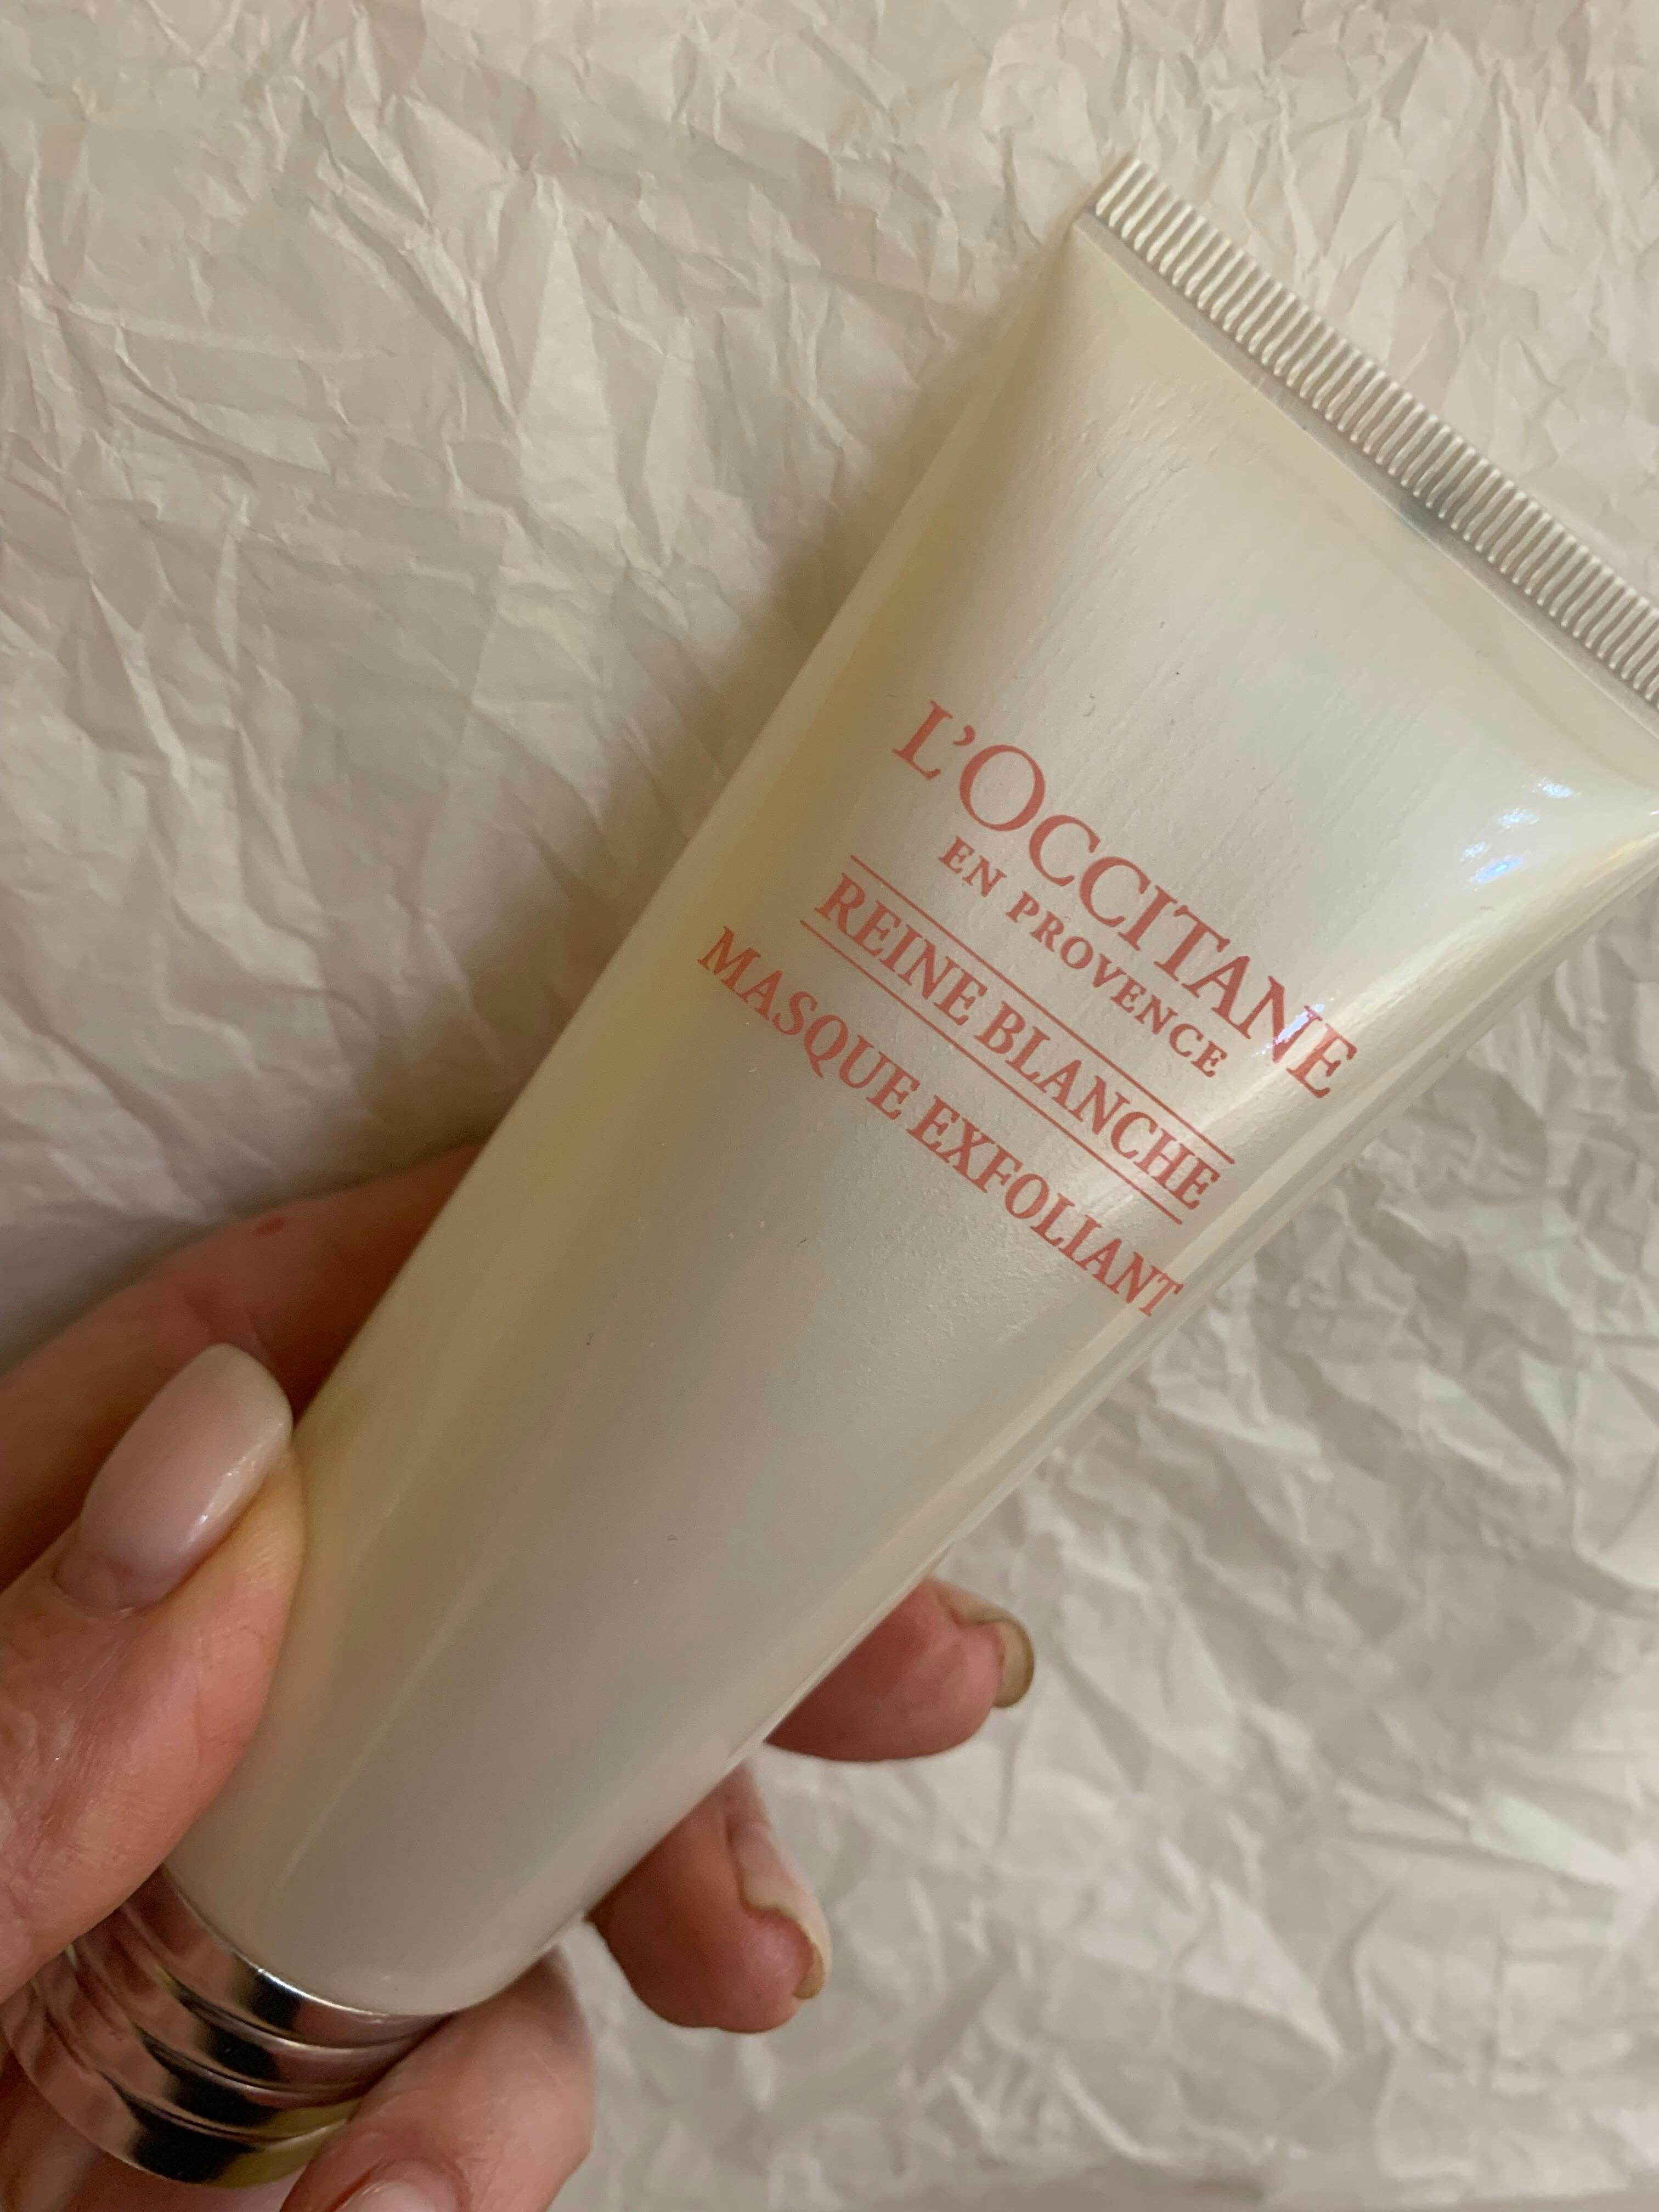 L'OCCITANE
EN PROVENCE
REINE BLANCHE
MASQUE EXFOLIANT